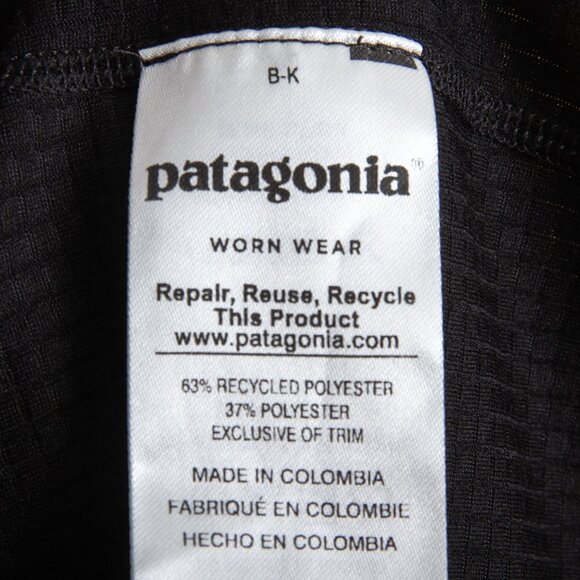 B-K
patagonia™
WORN WEAR
Repair, Reuse, Recycle
This Product
www.patagonia.com
63% RECYCLED POLYESTER
37% POLYESTER
EXCLUSIVE OF TRIM
MADE IN COLOMBIA
FABRIQUÉ EN COLOMBIE
HECHO EN COLOMBIA